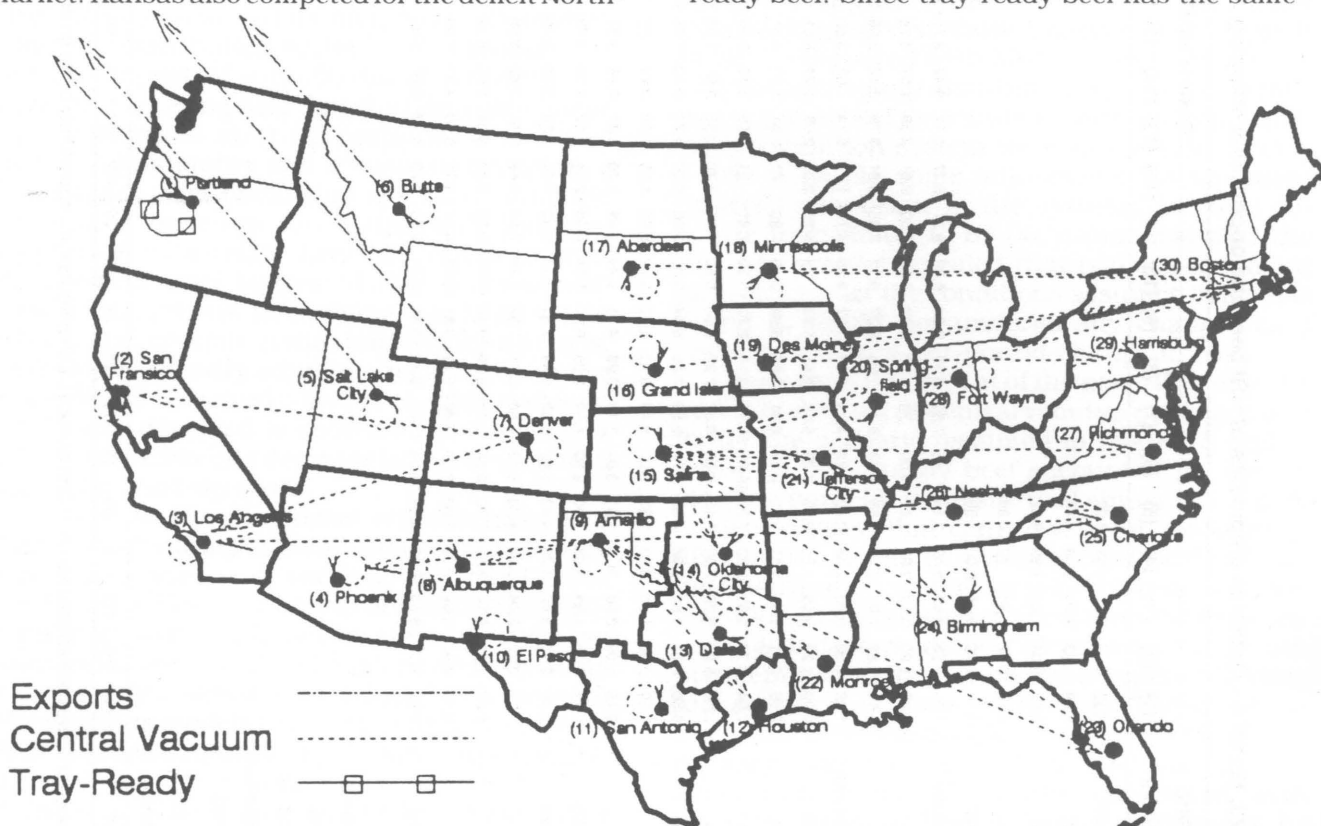 market. Kansas also competed for the deficit North
ready beef. Since tray-ready beef has the same
(1) Portland
(6) Butte
(17) Aberdeen
(18) Minneapolis
(30) Boston
(2) San
Fransico
(5) Salt Lake
City
(16) Grand Island
(19) Des Moines
(20) Spring-
field
(28) Fort Wayne
(29) Harrisburg
(7) Denver
(15) Salina
(21) Jefferson
City
(27) Richmond
(26) Nashville
(25) Charlotte
(3) Los Angeles
(4) Phoenix
(8) Albuquerque
(9) Amarillo
(14) Oklahoma
City
(24) Birmingham
(10) El Paso
(13) Dallas
(22) Monroe
(11) San Antonio
(12) Houston
(23) Orlando
Exports
Central Vacuum
Tray-Ready